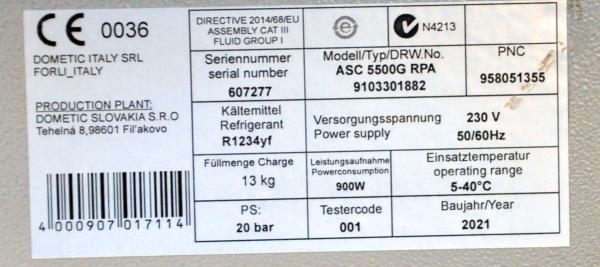 CE 0036
DOMETIC ITALY SRL
FORLI_ITALY
PRODUCTION PLANT:
DOMETIC SLOVAKIA S.R.O
Tehelná 8,98601 Fil'akovo
4 000907 017114
DIRECTIVE 2014/68/EU
ASSEMBLY CAT III
FLUID GROUP I
e
N4213
Seriennummer
serial number
607277
Modell/Typ/DRW.No.
ASC 5500G RPA
9103301882
PNC
958051355
Kältemittel
Refrigerant
R1234yf
Versorgungsspannung 230 V
Power supply 50/60Hz
Füllmenge Charge
13 kg
Leistungsaufnahme
Powerconsumption
900W
Einsatztemperatur
operating range
5-40°C
PS:
20 bar
Testercode
001
Baujahr/Year
2021